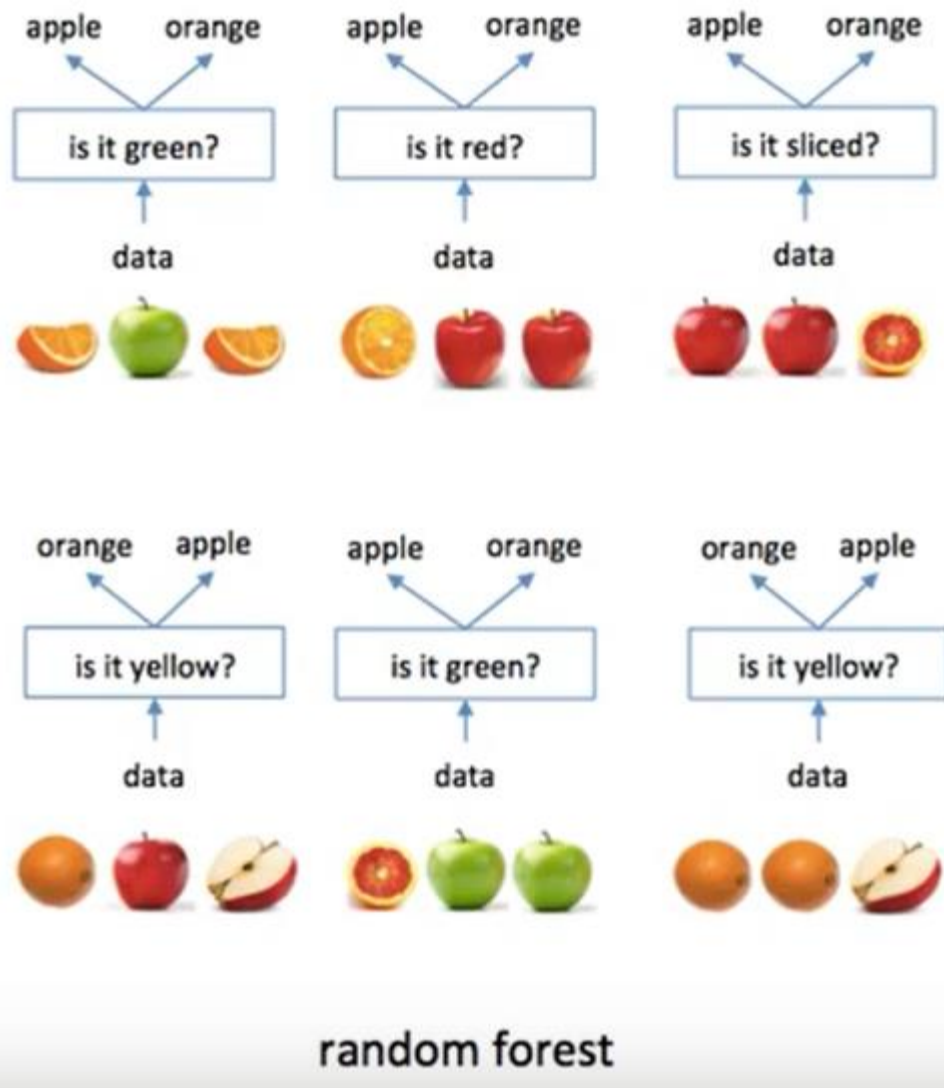 apple orange apple orange apple orange
is it green? is it red? is it sliced?
data data data
orange apple apple orange orange apple
is it yellow? is it green? is it yellow?
data data data
random forest